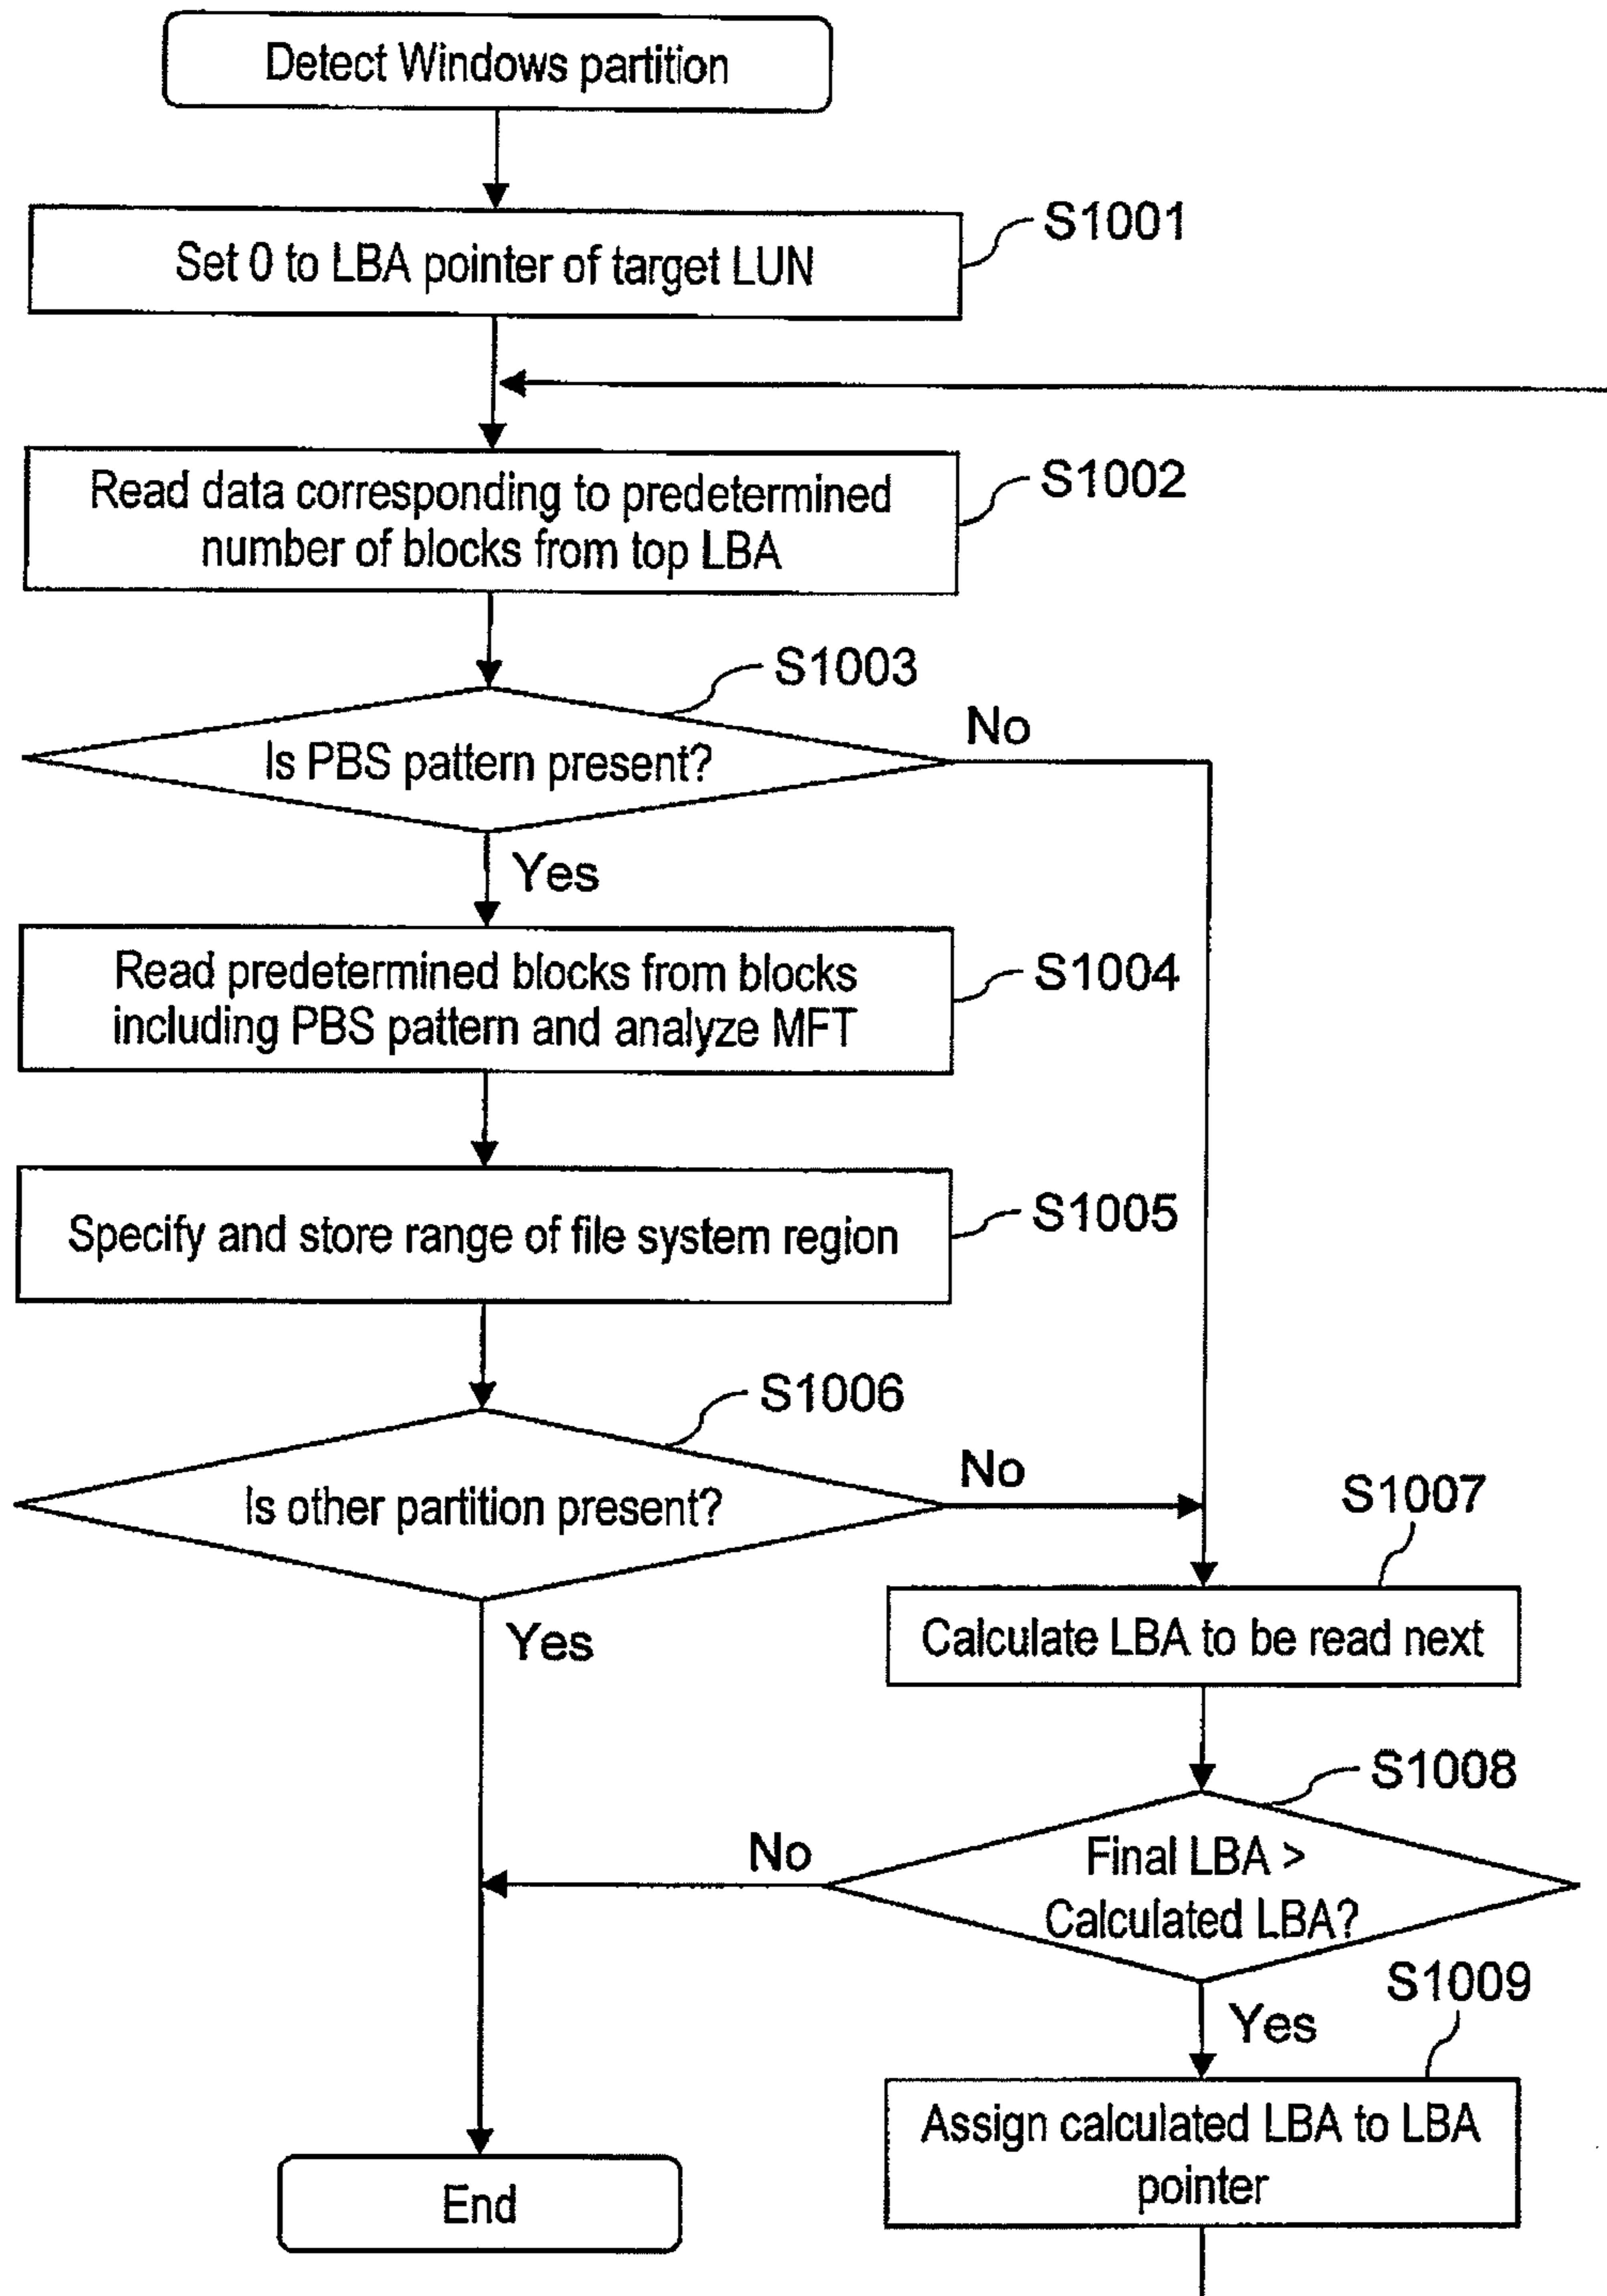 Detect Windows partition
Set 0 to LBA pointer of target LUN
S1001
Read data corresponding to predetermined
number of blocks from top LBA
S1002
S1003
Is PBS pattern present?
No
Yes
Read predetermined blocks from blocks
including PBS pattern and analyze MFT
S1004
Specify and store range of file system region
S1005
S1006
Is other partition present?
No
Yes
S1007
Calculate LBA to be read next
S1008
Final LBA >
Calculated LBA?
No
Yes
S1009
Assign calculated LBA to LBA
pointer
End